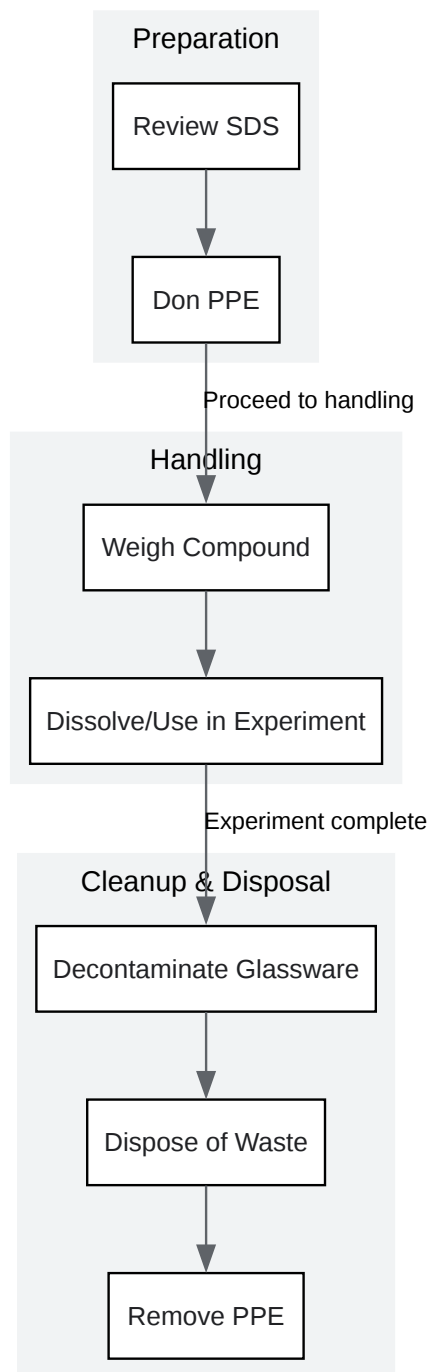 Preparation
Review SDS
Don PPE
Proceed to handling
Handling
Weigh Compound
Dissolve/Use in Experiment
Experiment complete
Cleanup & Disposal
Decontaminate Glassware
Dispose of Waste
Remove PPE